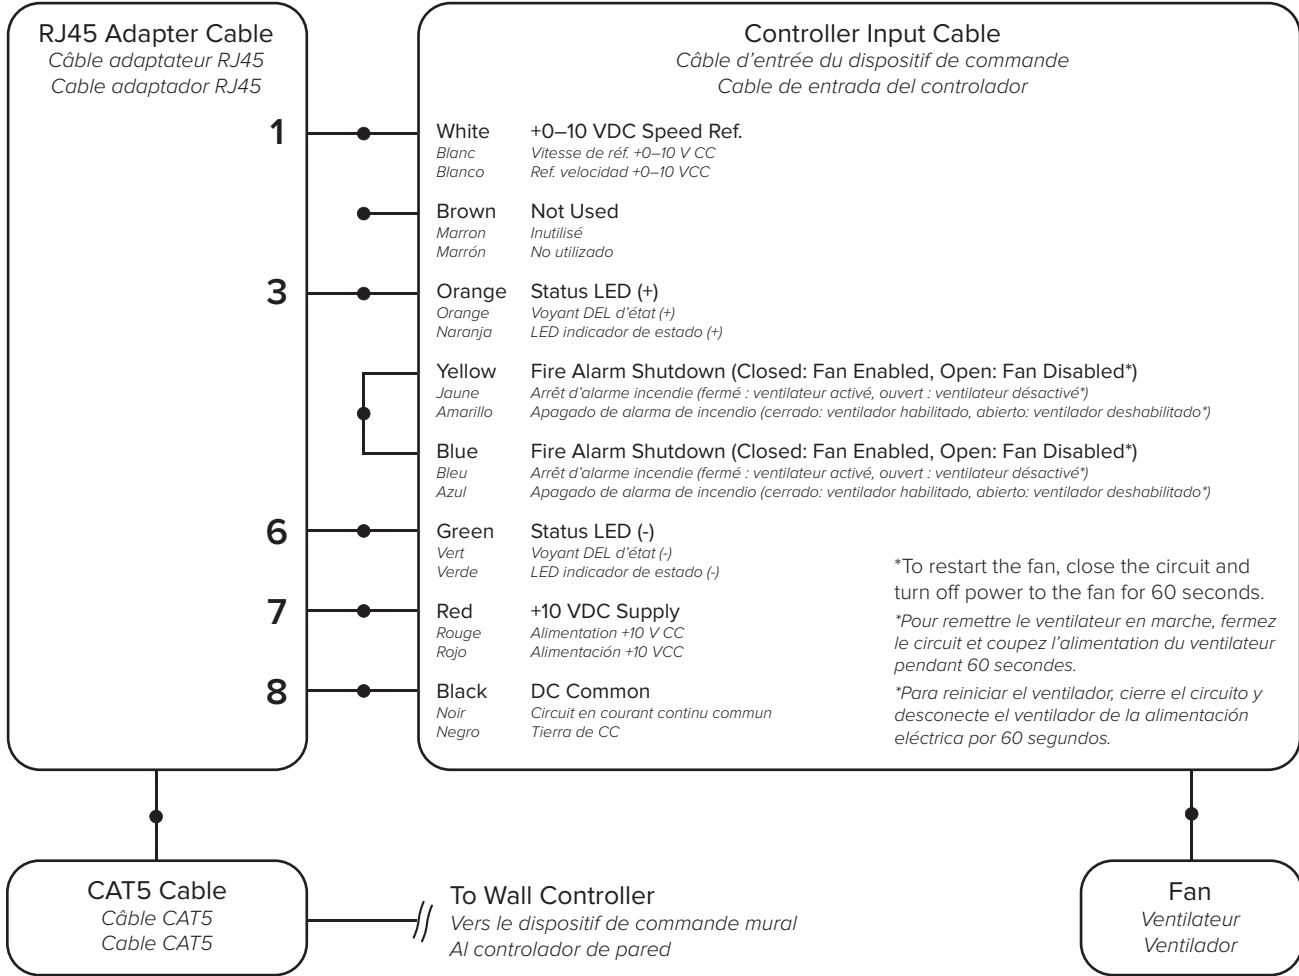 RJ45 Adapter Cable
Câble adaptateur RJ45
Cable adaptador RJ45
Controller Input Cable
Câble d’entrée du dispositif de commande
Cable de entrada del controlador
1
White +0–10 VDC Speed Ref.
Blanc Vitesse de réf. +0–10 V CC
Blanco Ref. velocidad +0–10 VCC
Brown Not Used
Marron Inutilisé
Marrón No utilizado
3
Orange Status LED (+)
Orange Voyant DEL d’état (+)
Naranja LED indicador de estado (+)
Yellow Fire Alarm Shutdown (Closed: Fan Enabled, Open: Fan Disabled*)
Jaune Arrêt d’alarme incendie (fermé : ventilateur activé, ouvert : ventilateur désactivé*)
Amarillo Apagado de alarma de incendio (cerrado: ventilador habilitado, abierto: ventilador deshabilitado*)
Blue Fire Alarm Shutdown (Closed: Fan Enabled, Open: Fan Disabled*)
Bleu Arrêt d’alarme incendie (fermé : ventilateur activé, ouvert : ventilateur désactivé*)
Azul Apagado de alarma de incendio (cerrado: ventilador habilitado, abierto: ventilador deshabilitado*)
6
Green Status LED (-)
Vert Voyant DEL d’état (-)
Verde LED indicador de estado (-)
7
Red +10 VDC Supply
Rouge Alimentation +10 V CC
Rojo Alimentación +10 VCC
8
Black DC Common
Noir Circuit en courant continu commun
Negro Tierra de CC
*To restart the fan, close the circuit and
turn off power to the fan for 60 seconds.
*Pour remettre le ventilateur en marche, fermez
le circuit et coupez l’alimentation du ventilateur
pendant 60 secondes.
*Para reiniciar el ventilador, cierre el circuito y
desconecte el ventilador de la alimentación
eléctrica por 60 segundos.
CAT5 Cable
Câble CAT5
Cable CAT5
To Wall Controller
Vers le dispositif de commande mural
Al controlador de pared
Fan
Ventilateur
Ventilador